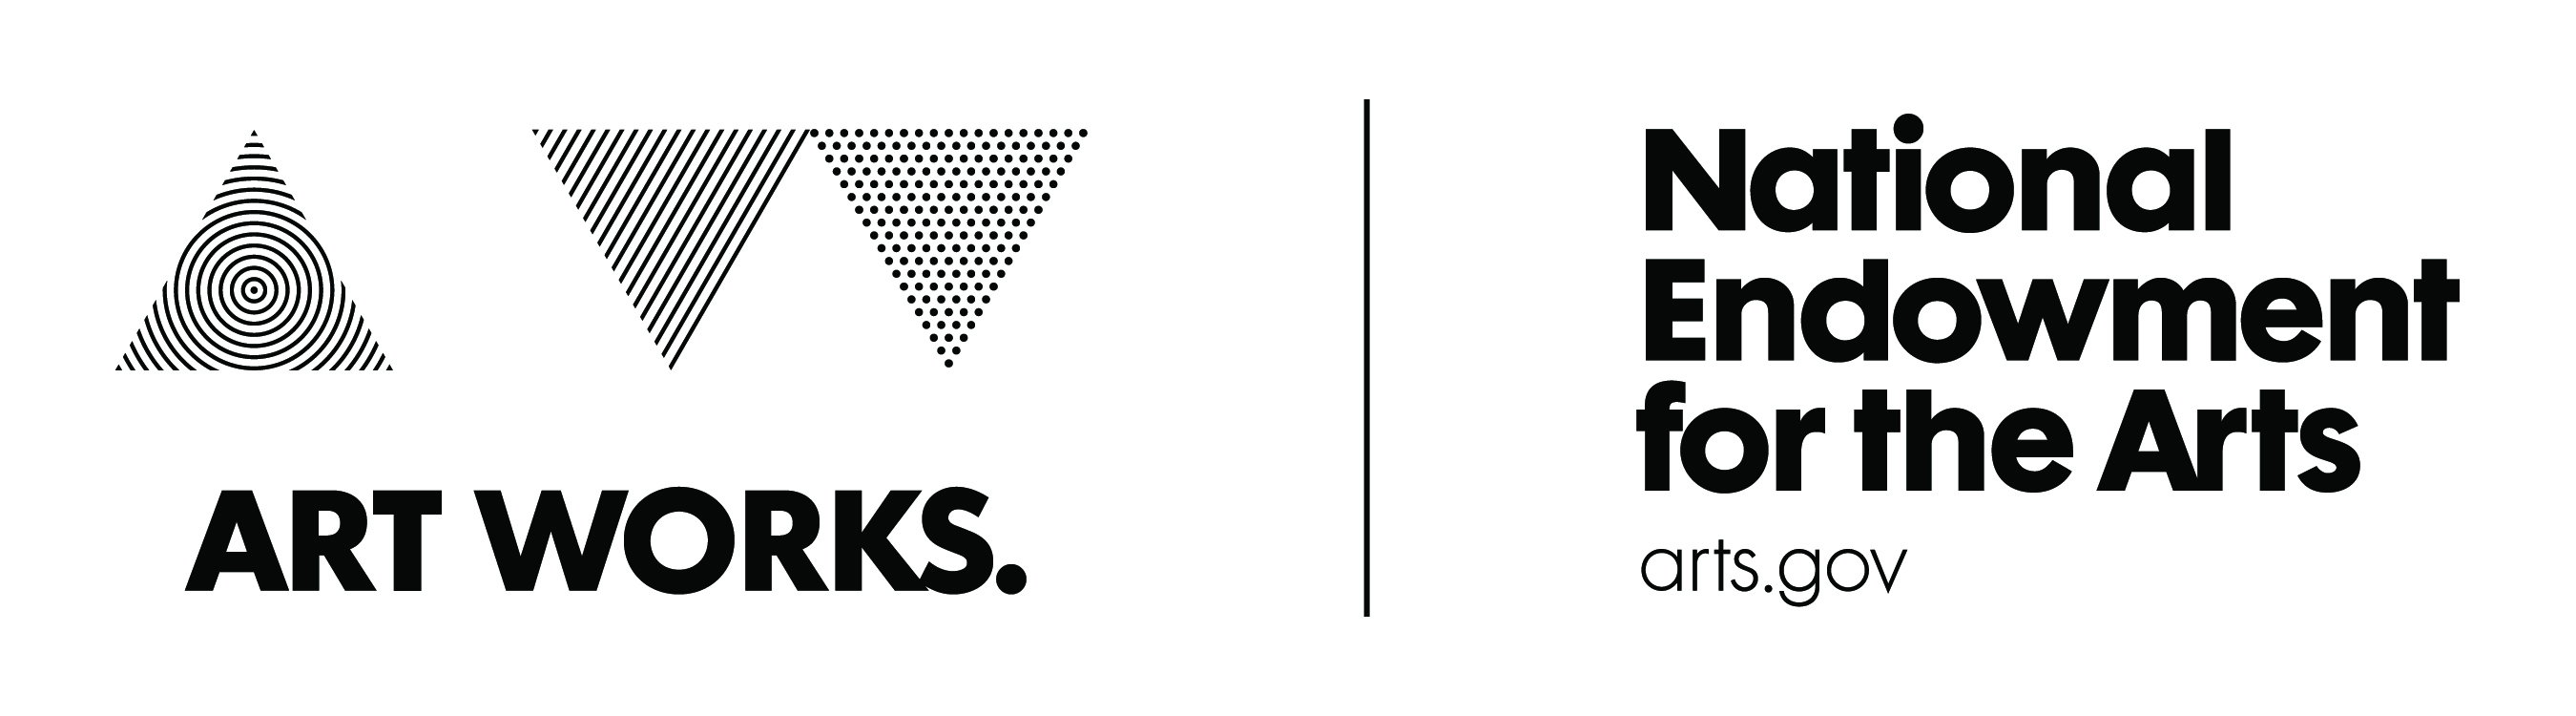 ART WORKS.
National
Endowment
for the Arts
arts.gov